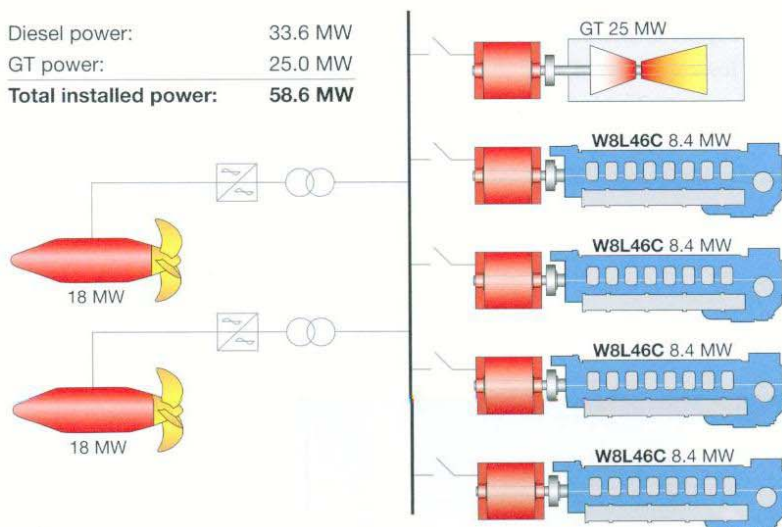 Diesel power: 33.6 MW
GT power: 25.0 MW
Total installed power: 58.6 MW
GT 25 MW
W8L46C 8.4 MW
W8L46C 8.4 MW
18 MW
W8L46C 8.4 MW
18 MW
W8L46C 8.4 MW